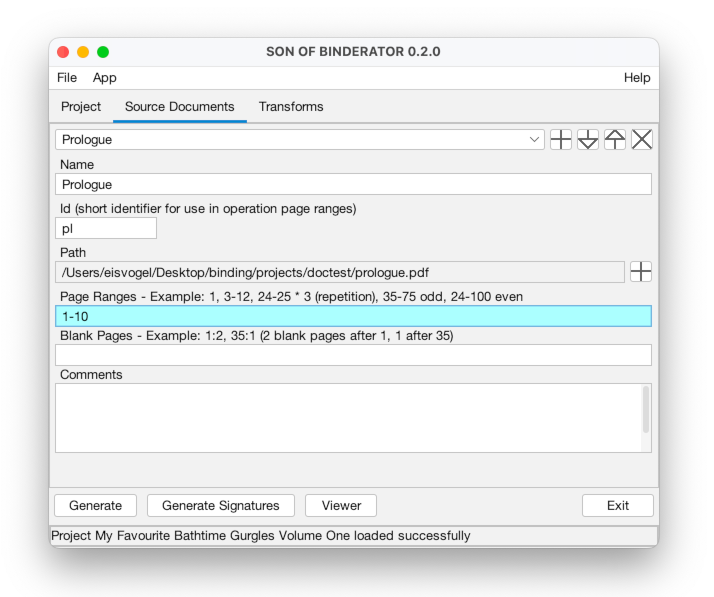 SON OF BINDERATOR 0.2.0
File App Help
Project Source Documents Transforms
Prologue
Name
Prologue
Id (short identifier for use in operation page ranges)
pl
Path
/Users/eisvogel/Desktop/binding/projects/doctest/prologue.pdf
Page Ranges - Example: 1, 3-12, 24-25 * 3 (repetition), 35-75 odd, 24-100 even
1-10
Blank Pages - Example: 1:2, 35:1 (2 blank pages after 1, 1 after 35)
Comments
Generate Generate Signatures Viewer Exit
Project My Favourite Bathtime Gurgles Volume One loaded successfully